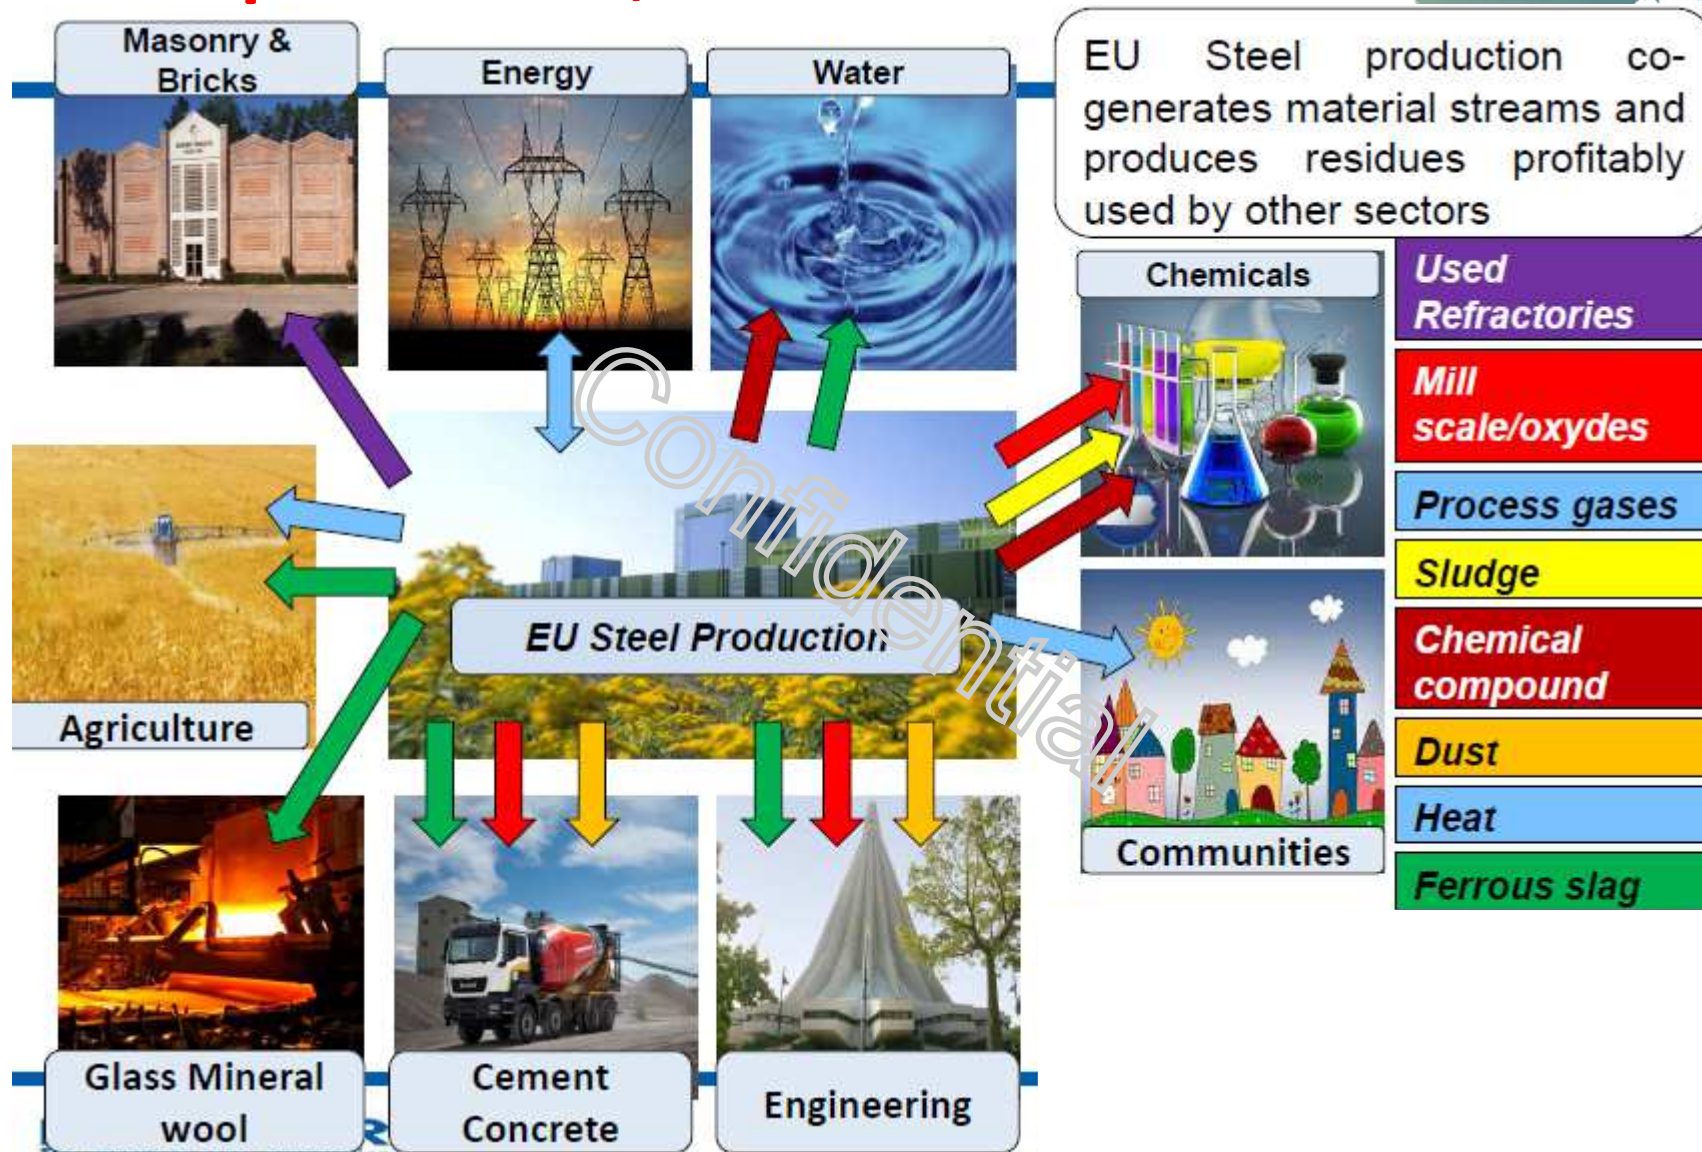 Masonry &
Bricks
Energy
Water
EU Steel production co-
generates material streams and
produces residues profitably
used by other sectors
Chemicals
Used
Refractories
Mill
scale/oxydes
Process gases
Sludge
Chemical
compound
Dust
Heat
Ferrous slag
Confidential
EU Steel Production
Agriculture
Communities
Glass Mineral
wool
Cement
Concrete
Engineering